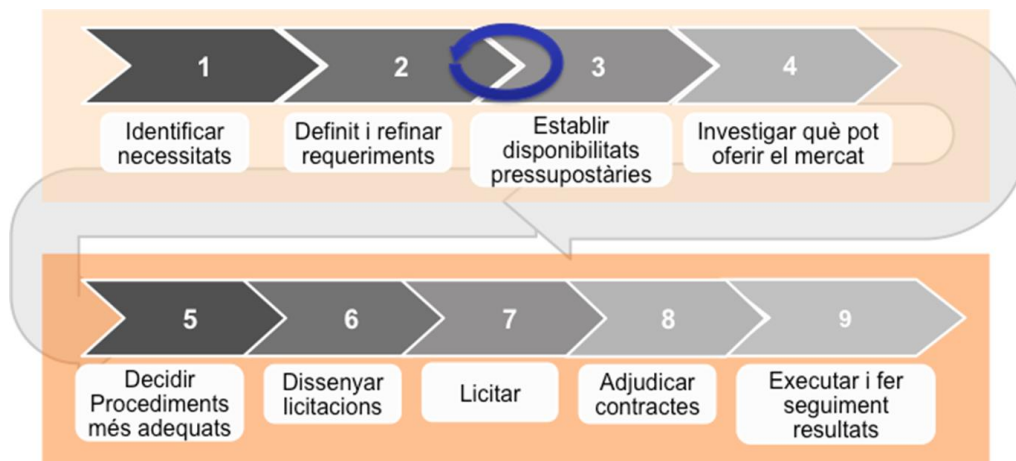 1
2
3
4
Identificar
necessitats
Definit i refinar
requeriments
Establir
disponibilitats
pressupostàries
Investigar què pot
oferir el mercat
5
6
7
8
9
Decidir
Procediments
més adequats
Dissenyar
licitacions
Licitar
Adjudicar
contractes
Executar i fer
seguiment
resultats